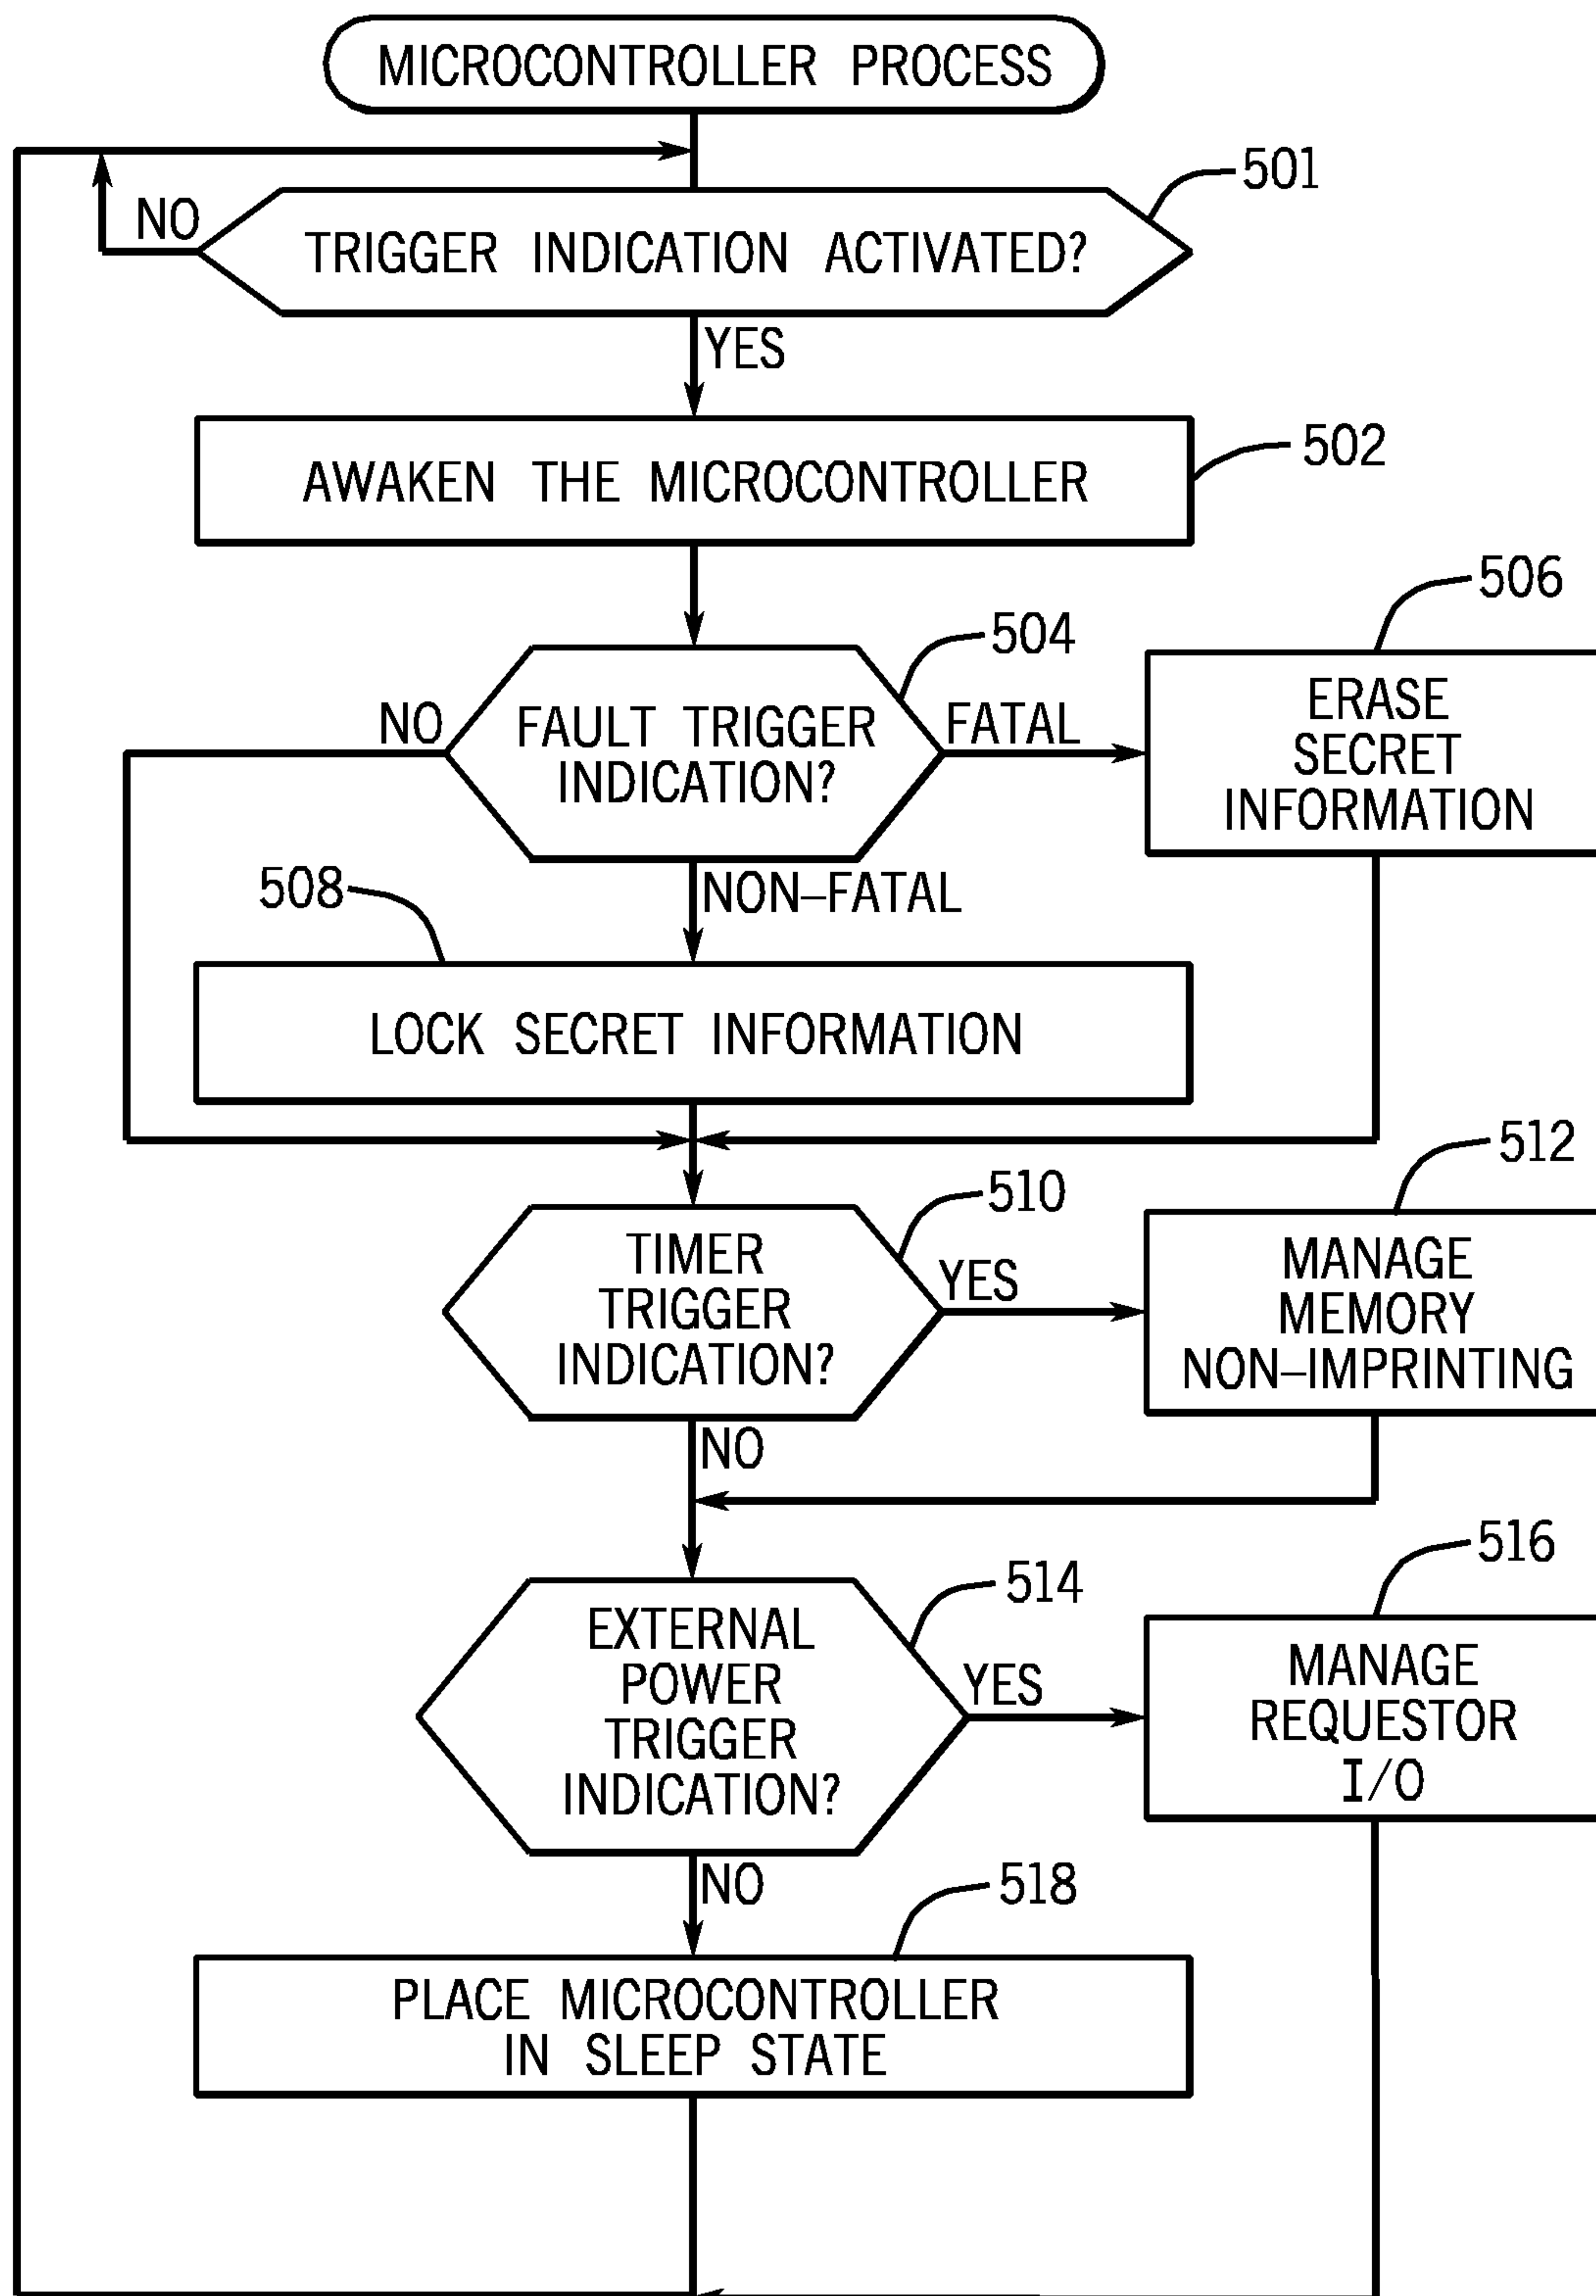 MICROCONTROLLER PROCESS
501
NO
TRIGGER INDICATION ACTIVATED?
YES
502
AWAKEN THE MICROCONTROLLER
506
504
NO
FAULT TRIGGER
INDICATION?
FATAL
ERASE
SECRET
INFORMATION
508
NON–FATAL
LOCK SECRET INFORMATION
512
510
TIMER
TRIGGER
INDICATION?
YES
MANAGE
MEMORY
NON–IMPRINTING
NO
516
514
EXTERNAL
POWER
TRIGGER
INDICATION?
YES
MANAGE
REQUESTOR
I/O
NO
518
PLACE MICROCONTROLLER
IN SLEEP STATE